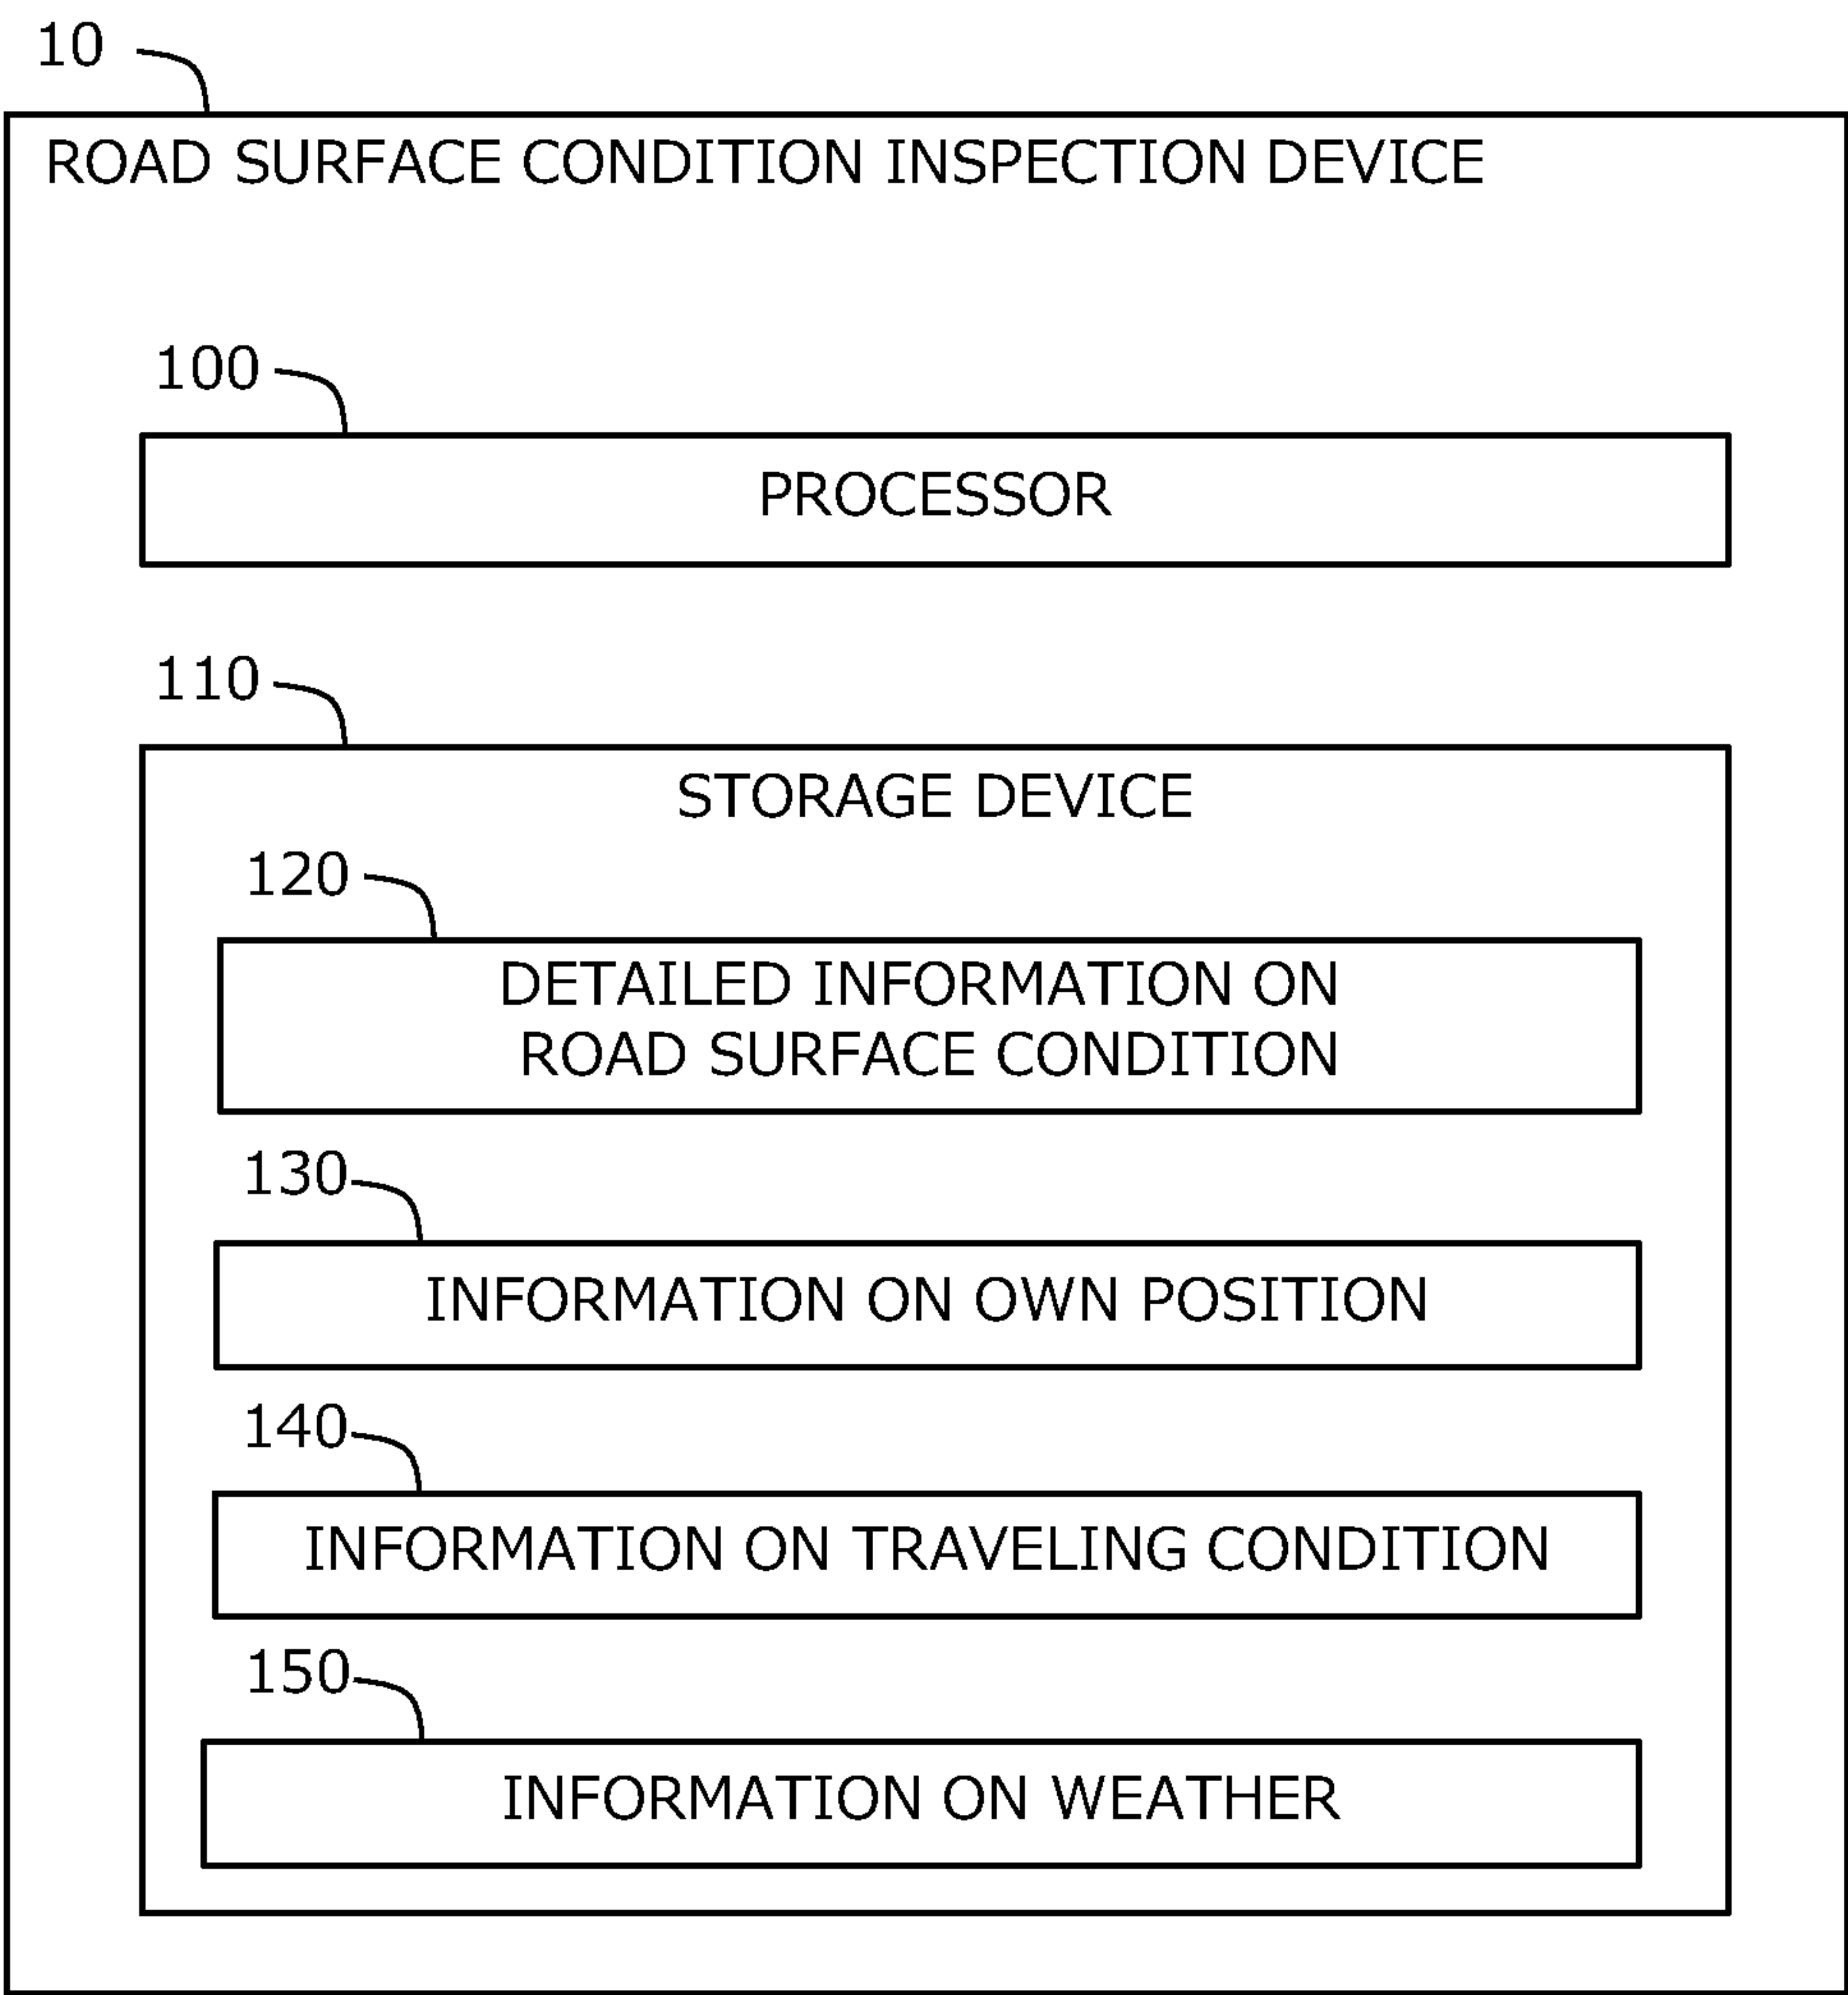 10
ROAD SURFACE CONDITION INSPECTION DEVICE
100
PROCESSOR
110
STORAGE DEVICE
120
DETAILED INFORMATION ON
ROAD SURFACE CONDITION
130
INFORMATION ON OWN POSITION
140
INFORMATION ON TRAVELING CONDITION
150
INFORMATION ON WEATHER